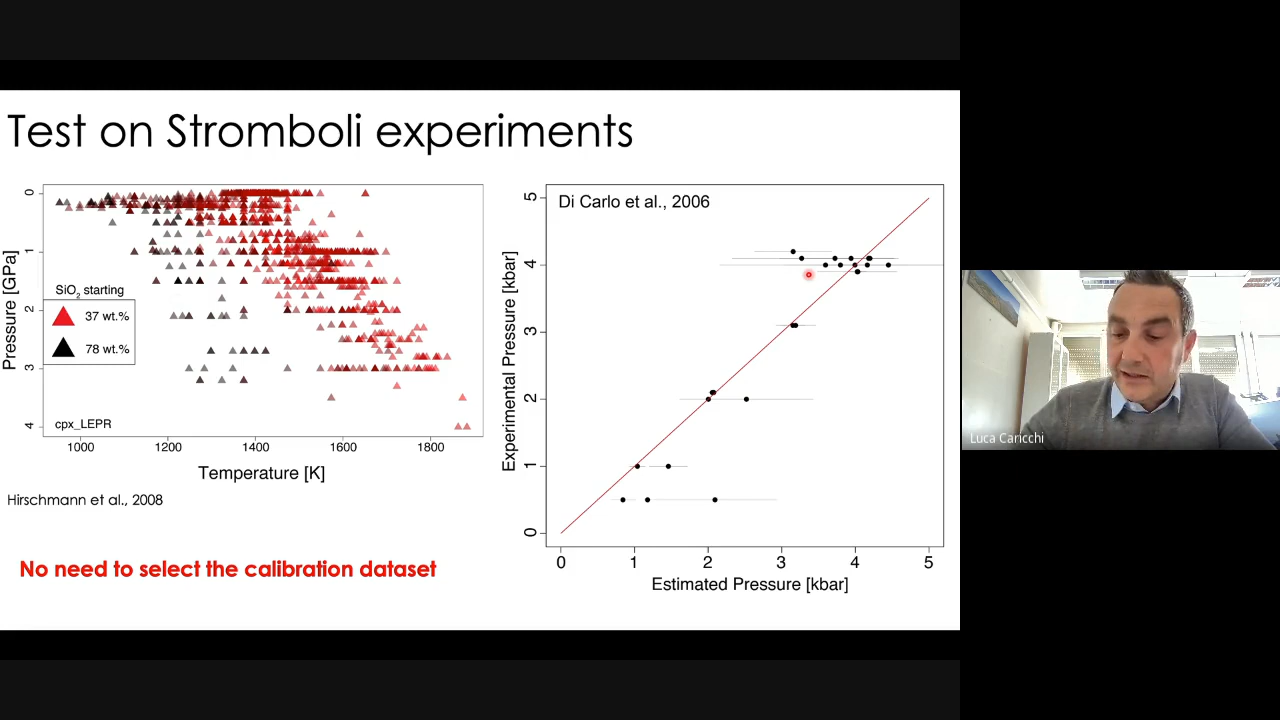 Test on Stromboli experiments
0
1
2
3
4
Pressure [GPa]
SiO2 starting
37 wt.%
78 wt.%
cpx_LEPR
1000 1200 1400 1600 1800
Temperature [K]
Hirschmann et al., 2008
No need to select the calibration dataset
Di Carlo et al., 2006
5
4
3
2
1
0
Experimental Pressure [kbar]
0 1 2 3 4 5
Estimated Pressure [kbar]
Luca Caricchi